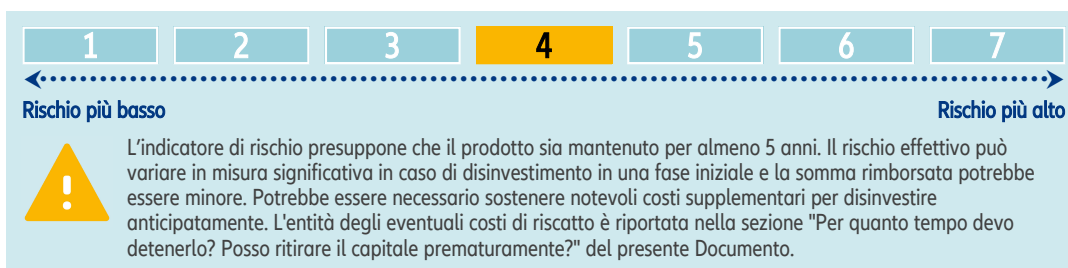 1 2 3 4 5 6 7
Rischio più basso Rischio più alto
L'indicatore di rischio presuppone che il prodotto sia mantenuto per almeno 5 anni. Il rischio effettivo può
variare in misura significativa in caso di disinvestimento in una fase iniziale e la somma rimborsata potrebbe
essere minore. Potrebbe essere necessario sostenere notevoli costi supplementari per disinvestire
anticipatamente. L'entità degli eventuali costi di riscatto è riportata nella sezione "Per quanto tempo devo
detenerlo? Posso ritirare il capitale prematuramente?" del presente Documento.